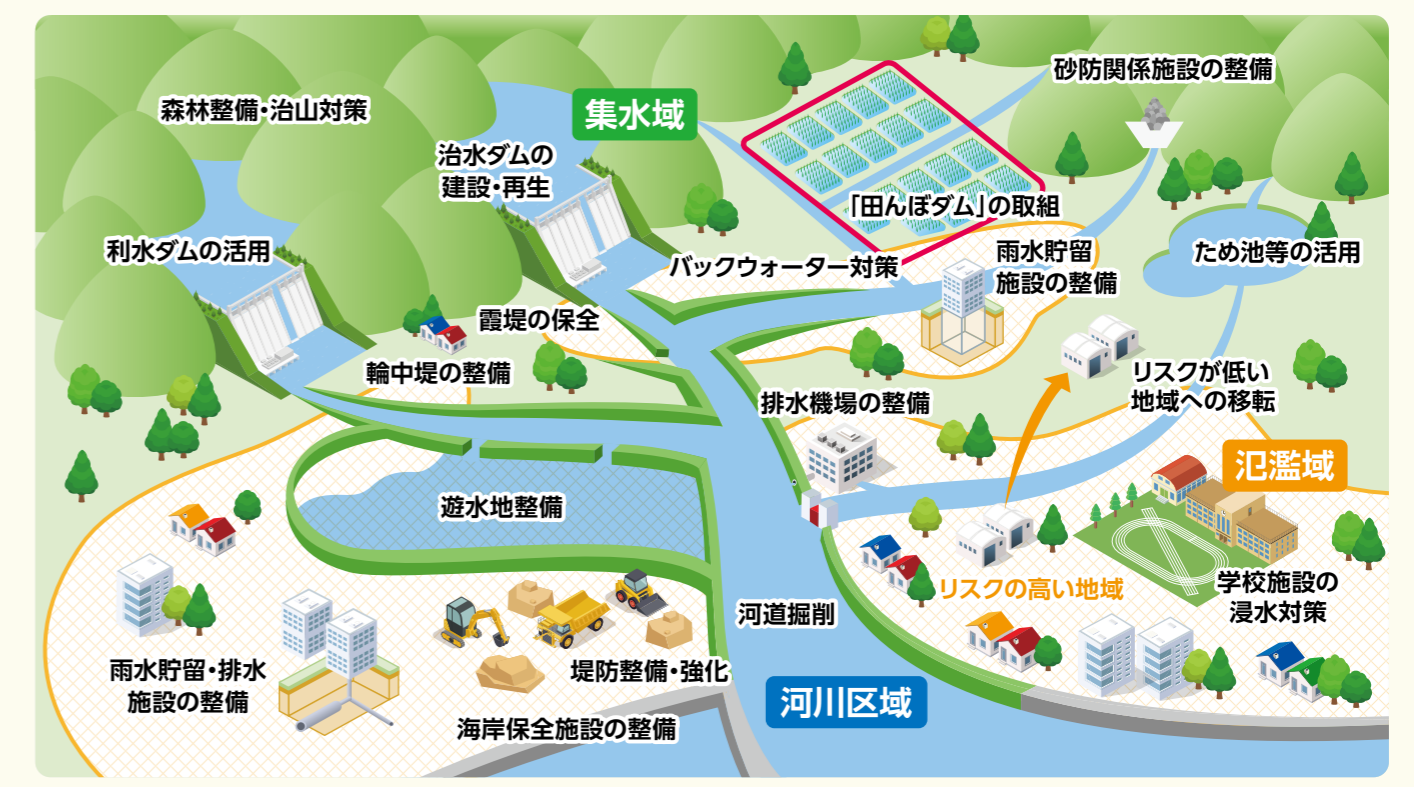 砂防関係施設の整備
森林整備・治山対策
集水域
治水ダムの
建設・再生
「田んぼダム」の取組
利水ダムの活用
バックウォーター対策
雨水貯留
施設の整備
ため池等の活用
霞堤の保全
輪中堤の整備
排水機場の整備
リスクが低い
地域への移転
氾濫域
遊水地整備
リスクの高い地域
学校施設の
浸水対策
河道掘削
雨水貯留・排水
施設の整備
堤防整備・強化
河川区域
海岸保全施設の整備